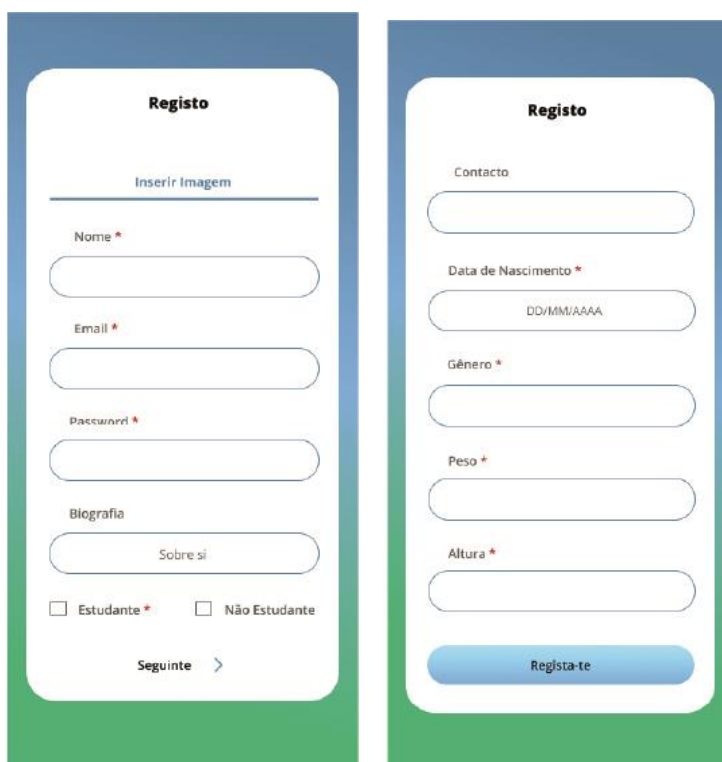 Registo
Inserir Imagem
Nome *
Email *
Password *
Biografia
Sobre si
Estudante *
Não Estudante
Seguinte >
Registo
Contacto
Data de Nascimento *
DD/MM/AAAA
Gênero *
Peso *
Altura *
Regista-te